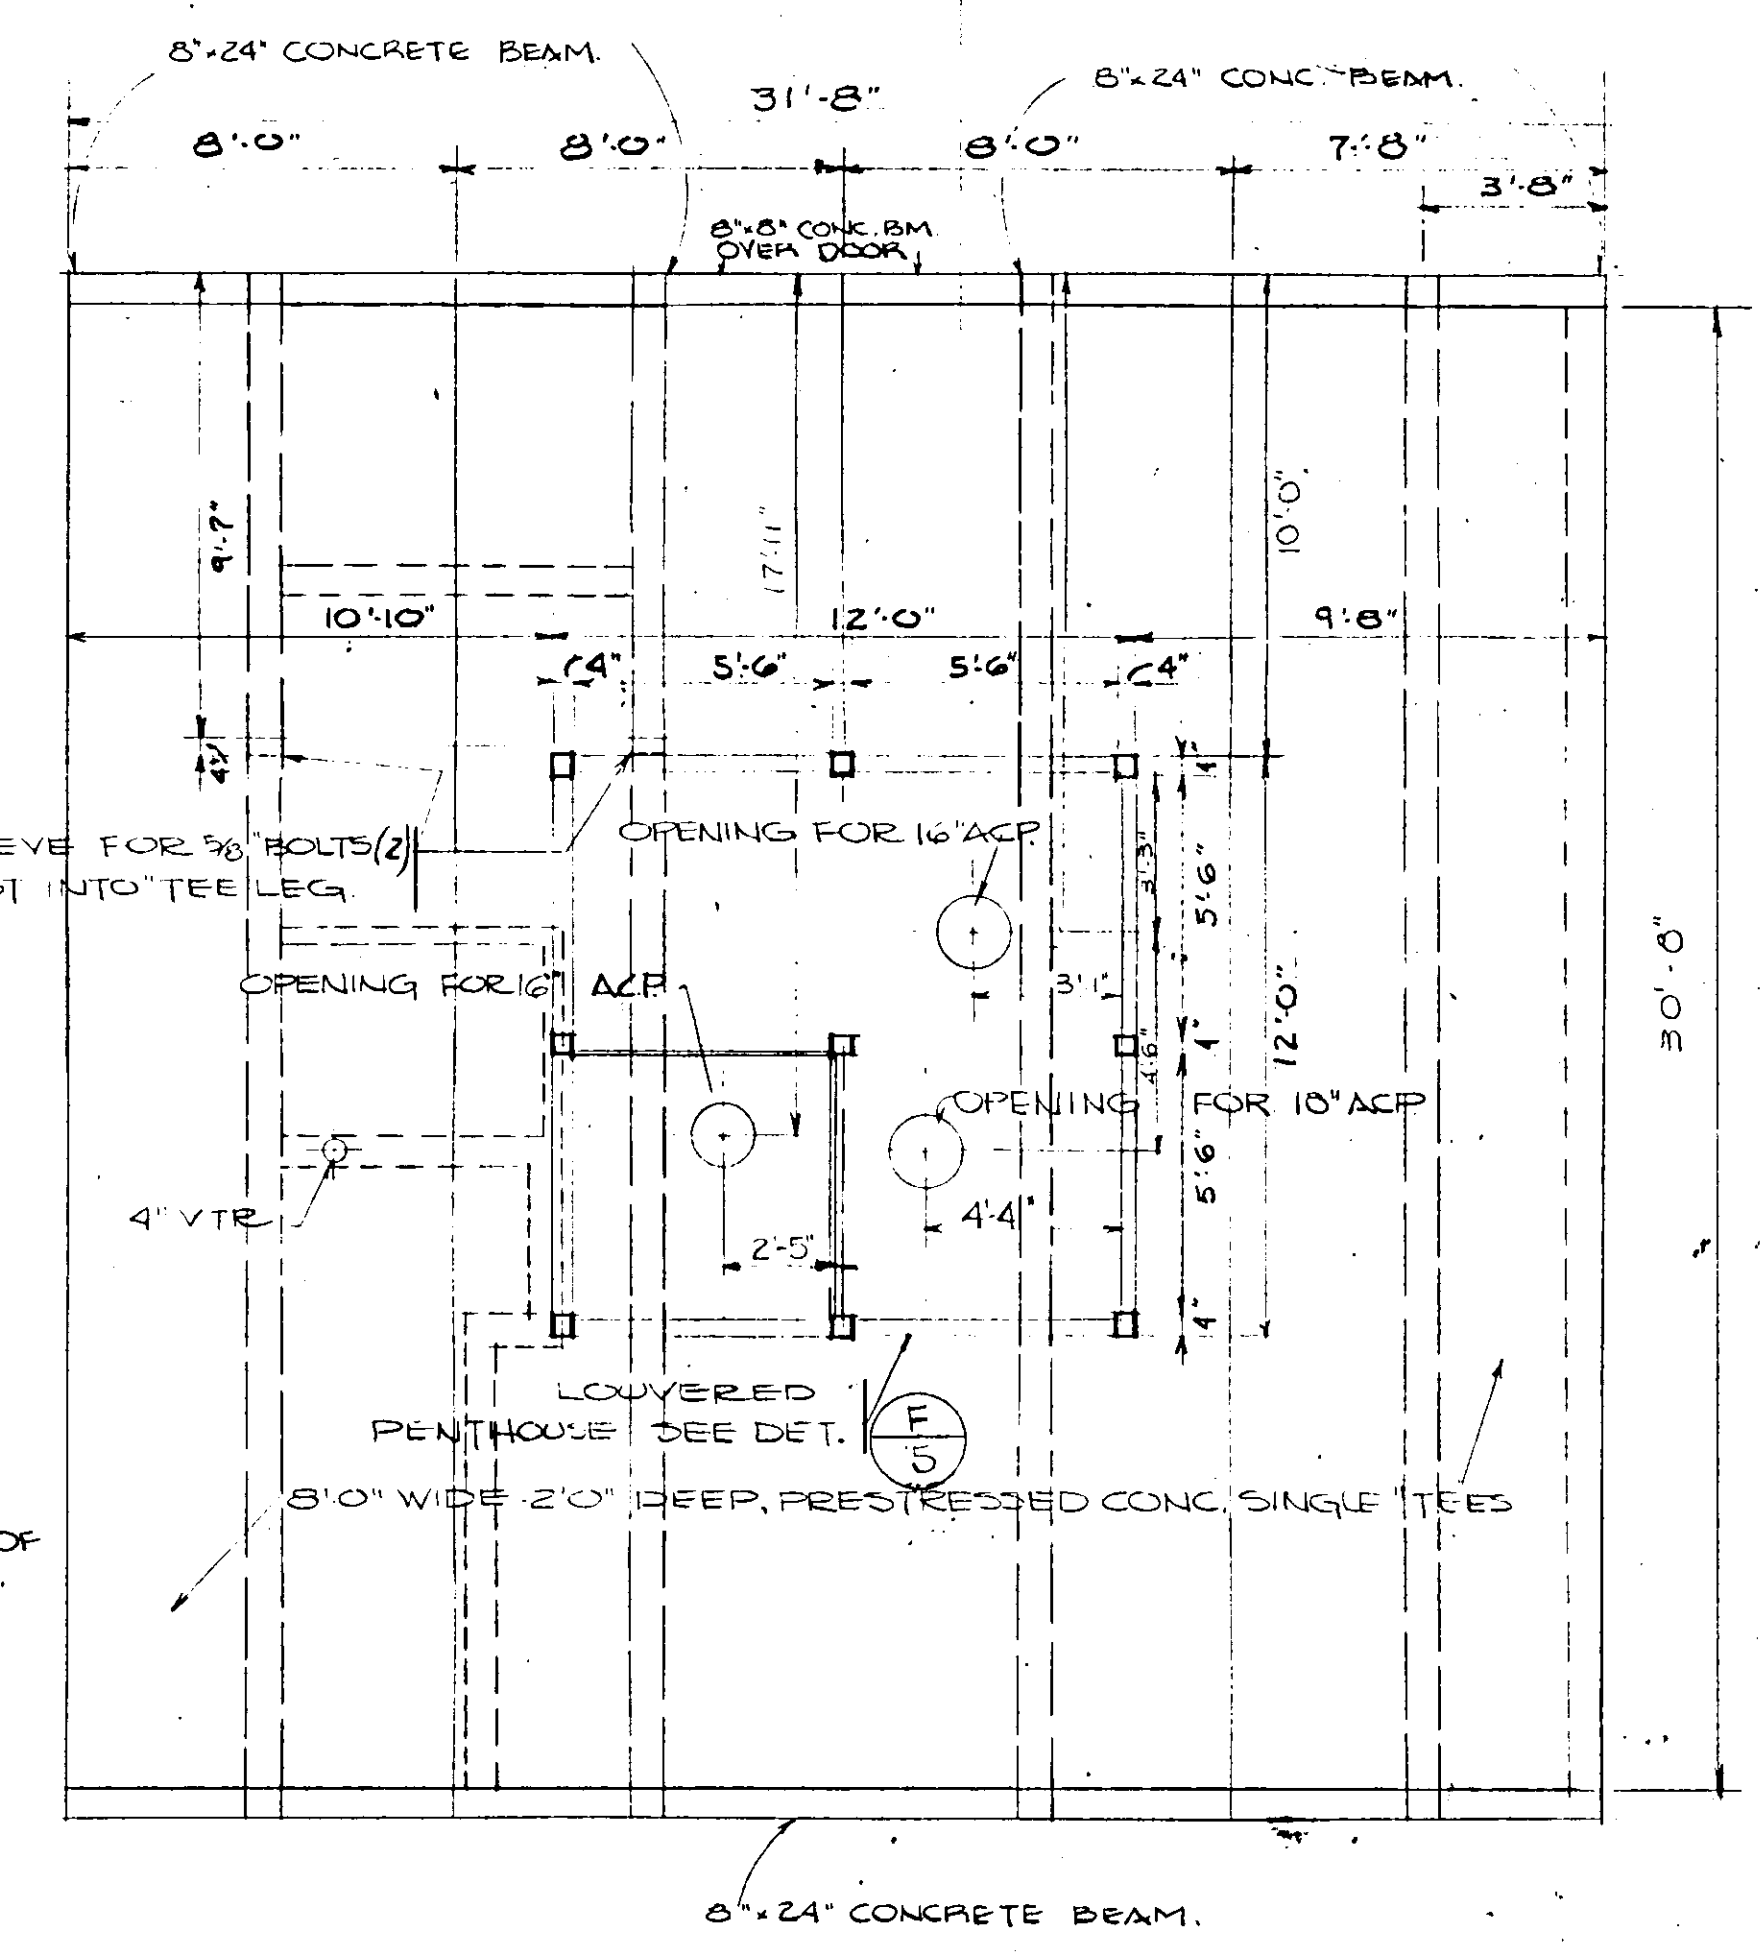 8"x24" CONCRETE BEAM.
8"x24" CONC. BEAM.
31'-8"
8'-0"
8'-0"
8'-0"
7'-8"
3'-8"
8"x8" CONC. BM.
OVER DOOR
9'-7"
17'-11"
10'-0"
10'-10"
12'-0"
9'-8"
4"
5'-6"
5'-6"
4"
4"
OPENING FOR 16" ACP.
EVE FOR 5/8" BOLTS (2)
ST INTO "TEE LEG.
3'-3"
5'-6"
30'-8"
OPENING FOR 16" ACP.
3'-1"
12'-0"
4'-6"
4"
OPENING FOR 18" ACP
5'-6"
4" VTR
4'-4"
2'-5"
4"
LOUVERED
PENTHOUSE SEE DET.
F
5
8'-0" WIDE 2'-0" DEEP, PRESTRESSED CONC. SINGLE "TEES
OF
8"x24" CONCRETE BEAM.